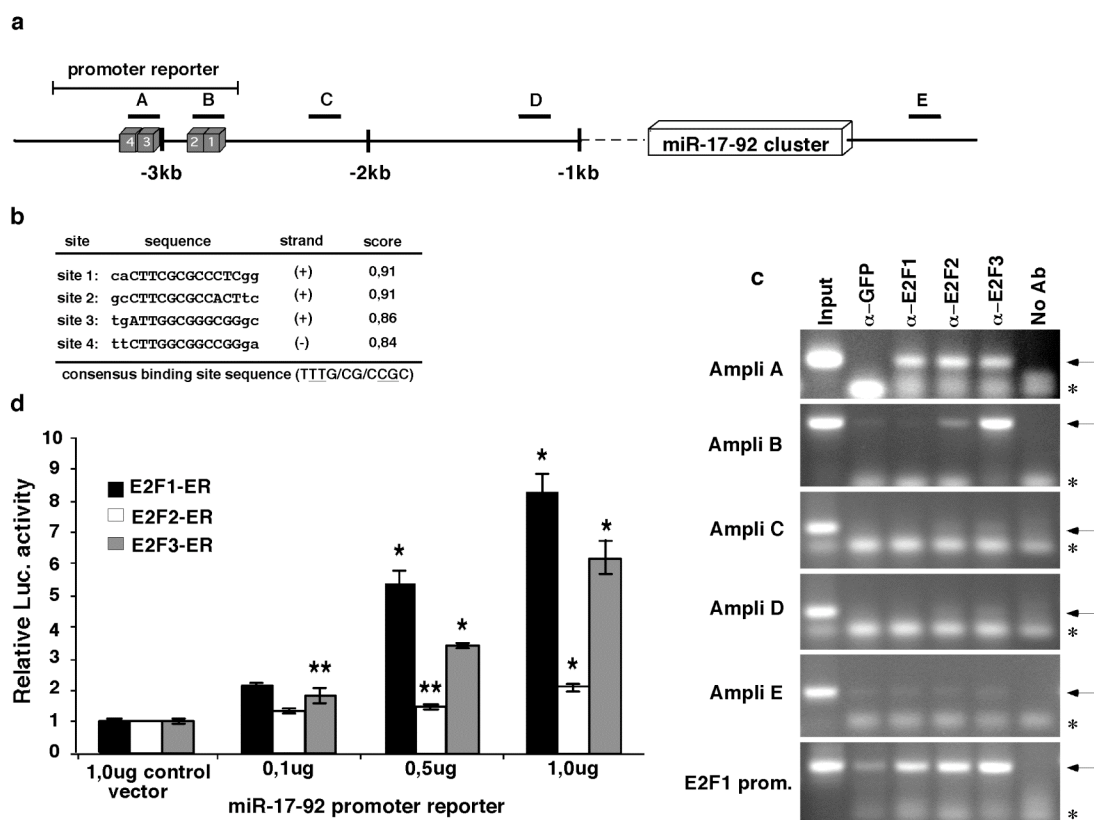 a
promoter reporter
A B C D E
4 3 2 1
miR-17-92 cluster
-3kb -2kb -1kb
b
site sequence strand score
site 1: caCTTCGCGCCCTCgg (+) 0,91
site 2: gcCTTCGCGCCACTtc (+) 0,91
site 3: tgATTGGCGGGCGGgc (+) 0,86
site 4: ttCTTGGCGGCCGGga (-) 0,84
consensus binding site sequence (TTTG/CG/CCGC)
c
Input α-GFP α-E2F1 α-E2F2 α-E2F3 No Ab
Ampli A
*
Ampli B
*
Ampli C
*
Ampli D
*
Ampli E
*
E2F1 prom.
*
d
Relative Luc. activity
10
9
8
7
6
5
4
3
2
1
0
E2F1-ER
E2F2-ER
E2F3-ER
** * ** * * * *
1,0ug control vector 0,1ug 0,5ug 1,0ug
miR-17-92 promoter reporter